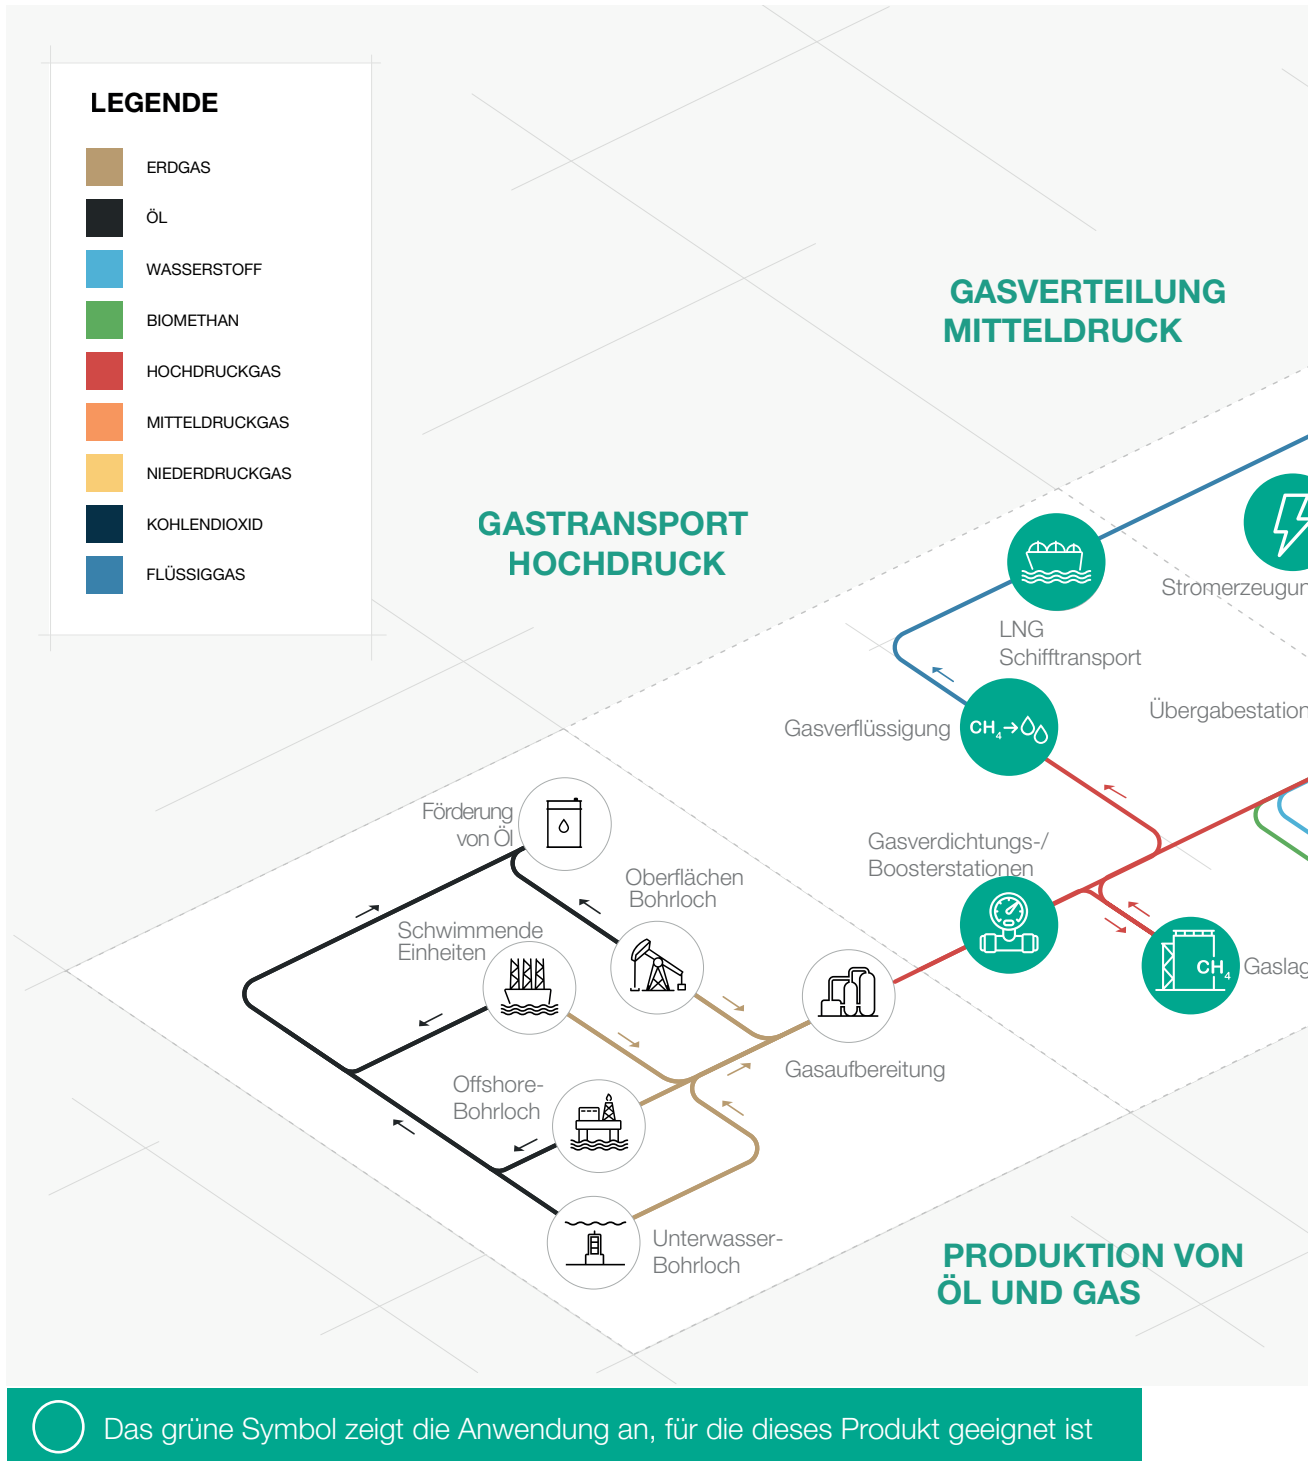 LEGENDE
ERDGAS
ÖL
WASSERSTOFF
BIOMETHAN
HOCHDRUCKGAS
MITTELDRUCKGAS
NIEDERDRUCKGAS
KOHLENDIOXID
FLÜSSIGGAS
GASVERTEILUNG
MITTELDRUCK
GASTRANSPORT
HOCHDRUCK
Stromerzeugun
LNG
Schifftransport
Übergabestation
Gasverflüssigung
CH4→
Förderung
von Öl
Gasverdichtungs-/
Boosterstationen
Oberflächen
Bohrloch
Schwimmende
Einheiten
CH4
Gaslag
Gasaufbereitung
Offshore-
Bohrloch
Unterwasser-
Bohrloch
PRODUKTION VON
ÖL UND GAS
Das grüne Symbol zeigt die Anwendung an, für die dieses Produkt geeignet ist